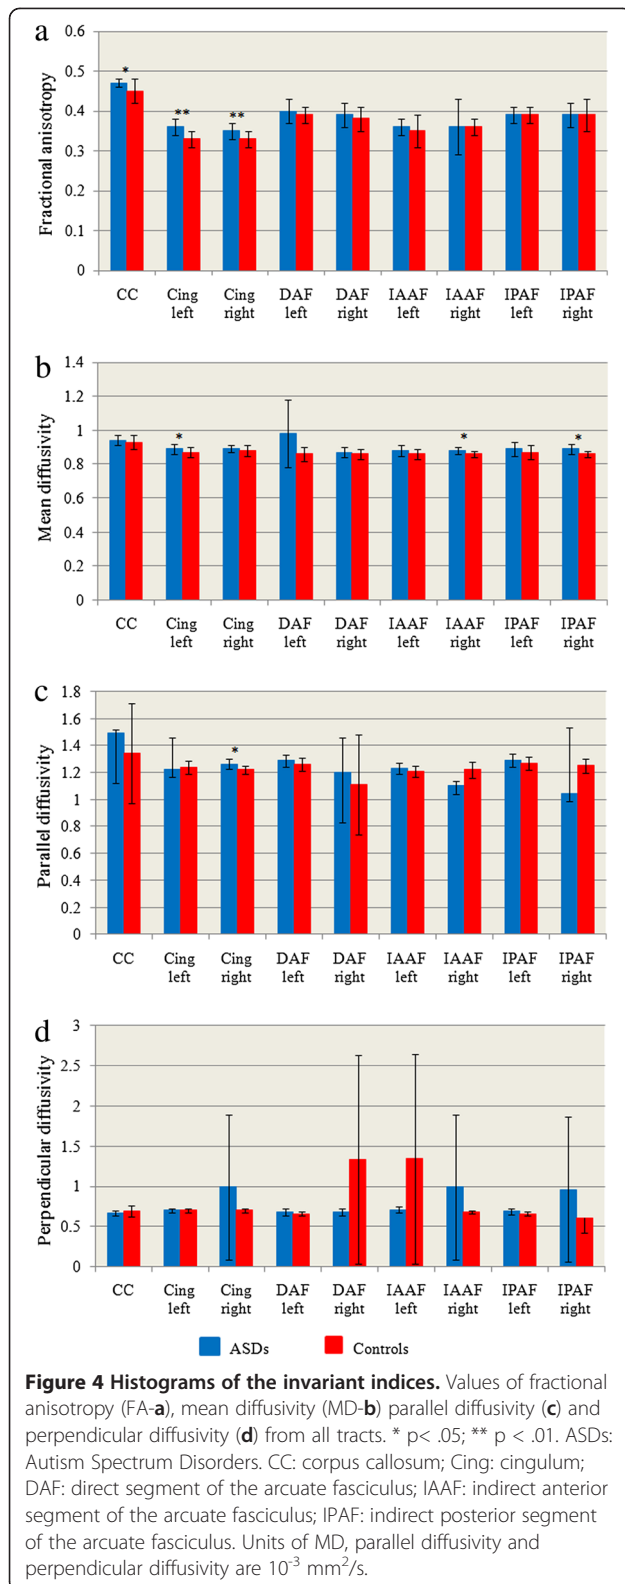 a
Fractional anisotropy
0.6
0.5
0.4
0.3
0.2
0.1
0
*
**
**
CC
Cing left
Cing right
DAF left
DAF right
IAAF left
IAAF right
IPAF left
IPAF right
b
Mean diffusivity
1.4
1.2
1
0.8
0.6
0.4
0.2
0
*
*
*
CC
Cing left
Cing right
DAF left
DAF right
IAAF left
IAAF right
IPAF left
IPAF right
c
Parallel diffusivity
1.8
1.6
1.4
1.2
1
0.8
0.6
0.4
0.2
0
*
CC
Cing left
Cing right
DAF left
DAF right
IAAF left
IAAF right
IPAF left
IPAF right
d
Perpendicular diffusivity
3
2.5
2
1.5
1
0.5
0
CC
Cing left
Cing right
DAF left
DAF right
IAAF left
IAAF right
IPAF left
IPAF right
ASDs
Controls
Figure 4 Histograms of the invariant indices. Values of fractional
anisotropy (FA-a), mean diffusivity (MD-b) parallel diffusivity (c) and
perpendicular diffusivity (d) from all tracts. * p< .05; ** p < .01. ASDs:
Autism Spectrum Disorders. CC: corpus callosum; Cing: cingulum;
DAF: direct segment of the arcuate fasciculus; IAAF: indirect anterior
segment of the arcuate fasciculus; IPAF: indirect posterior segment
of the arcuate fasciculus. Units of MD, parallel diffusivity and
perpendicular diffusivity are 10⁻³ mm²/s.